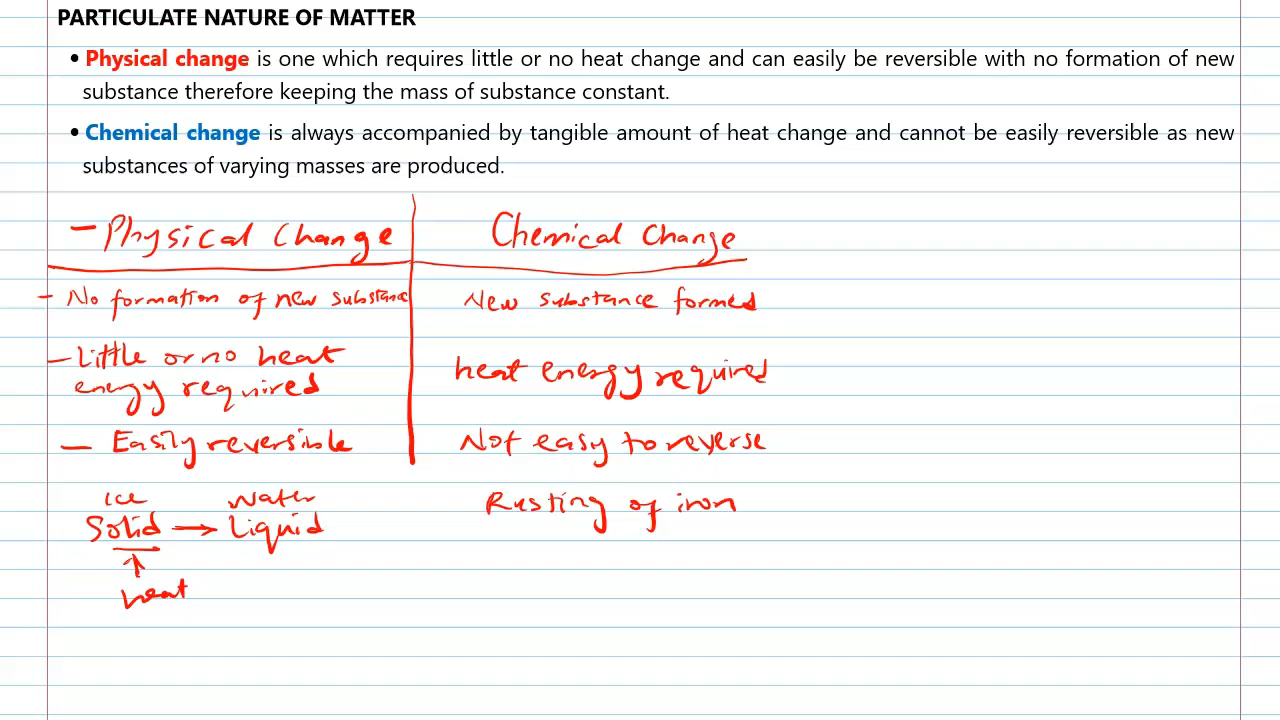 PARTICULATE NATURE OF MATTER
• Physical change is one which requires little or no heat change and can easily be reversible with no formation of new
substance therefore keeping the mass of substance constant.
• Chemical change is always accompanied by tangible amount of heat change and cannot be easily reversible as new
substances of varying masses are produced.
- Physical Change Chemical Change
- No formation of new substance New substance formed
- Little or no heat
energy required heat energy required
- Easily reversible Not easy to reverse
Ice Water Rusting of iron
Solid → Liquid
↑
heat